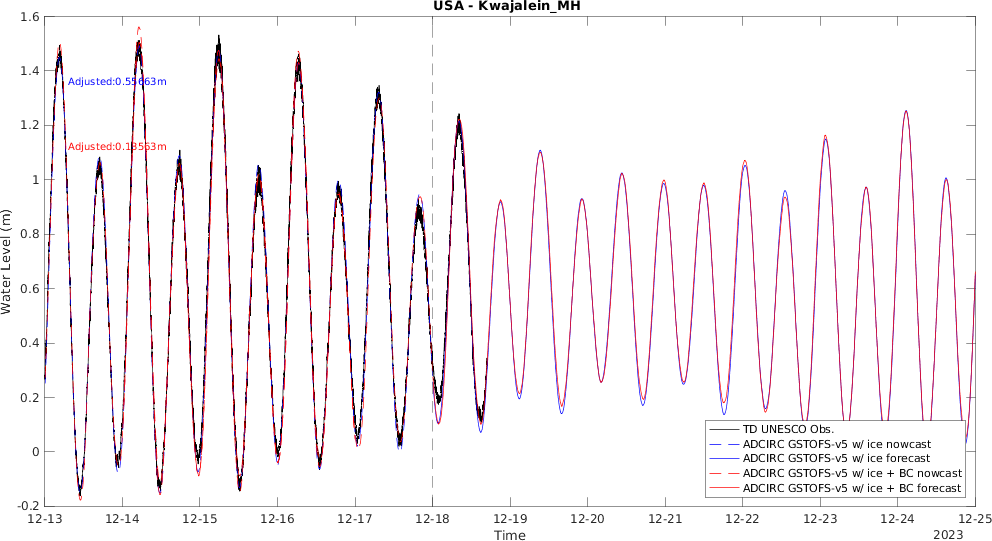 USA - Kwajalein_MH
1.6
1.4
1.2
1
0.8
0.6
0.4
0.2
0
-0.2
Water Level (m)
Adjusted:0.55663m
Adjusted:0.13553m
TD UNESCO Obs.
ADCIRC GSTOFS-v5 w/ ice nowcast
ADCIRC GSTOFS-v5 w/ ice forecast
ADCIRC GSTOFS-v5 w/ ice + BC nowcast
ADCIRC GSTOFS-v5 w/ ice + BC forecast
12-13 12-14 12-15 12-16 12-17 12-18 12-19 12-20 12-21 12-22 12-23 12-24 12-25
Time
2023